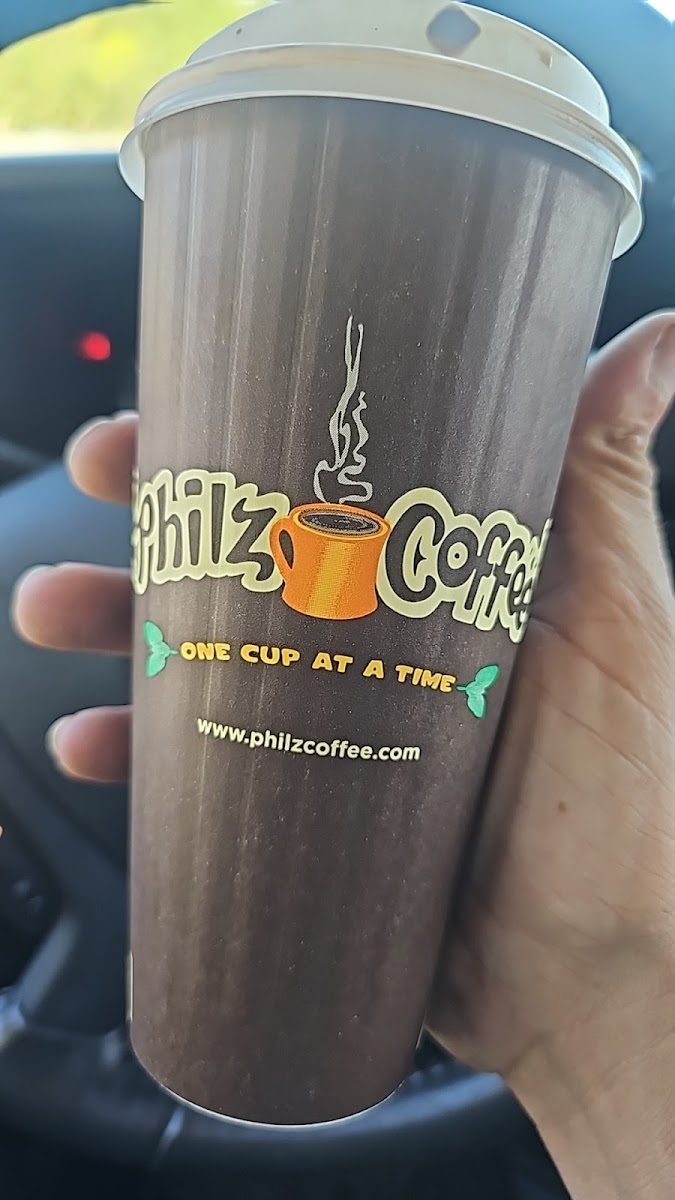 Philz Coffee
ONE CUP AT A TIME
www.philzcoffee.com